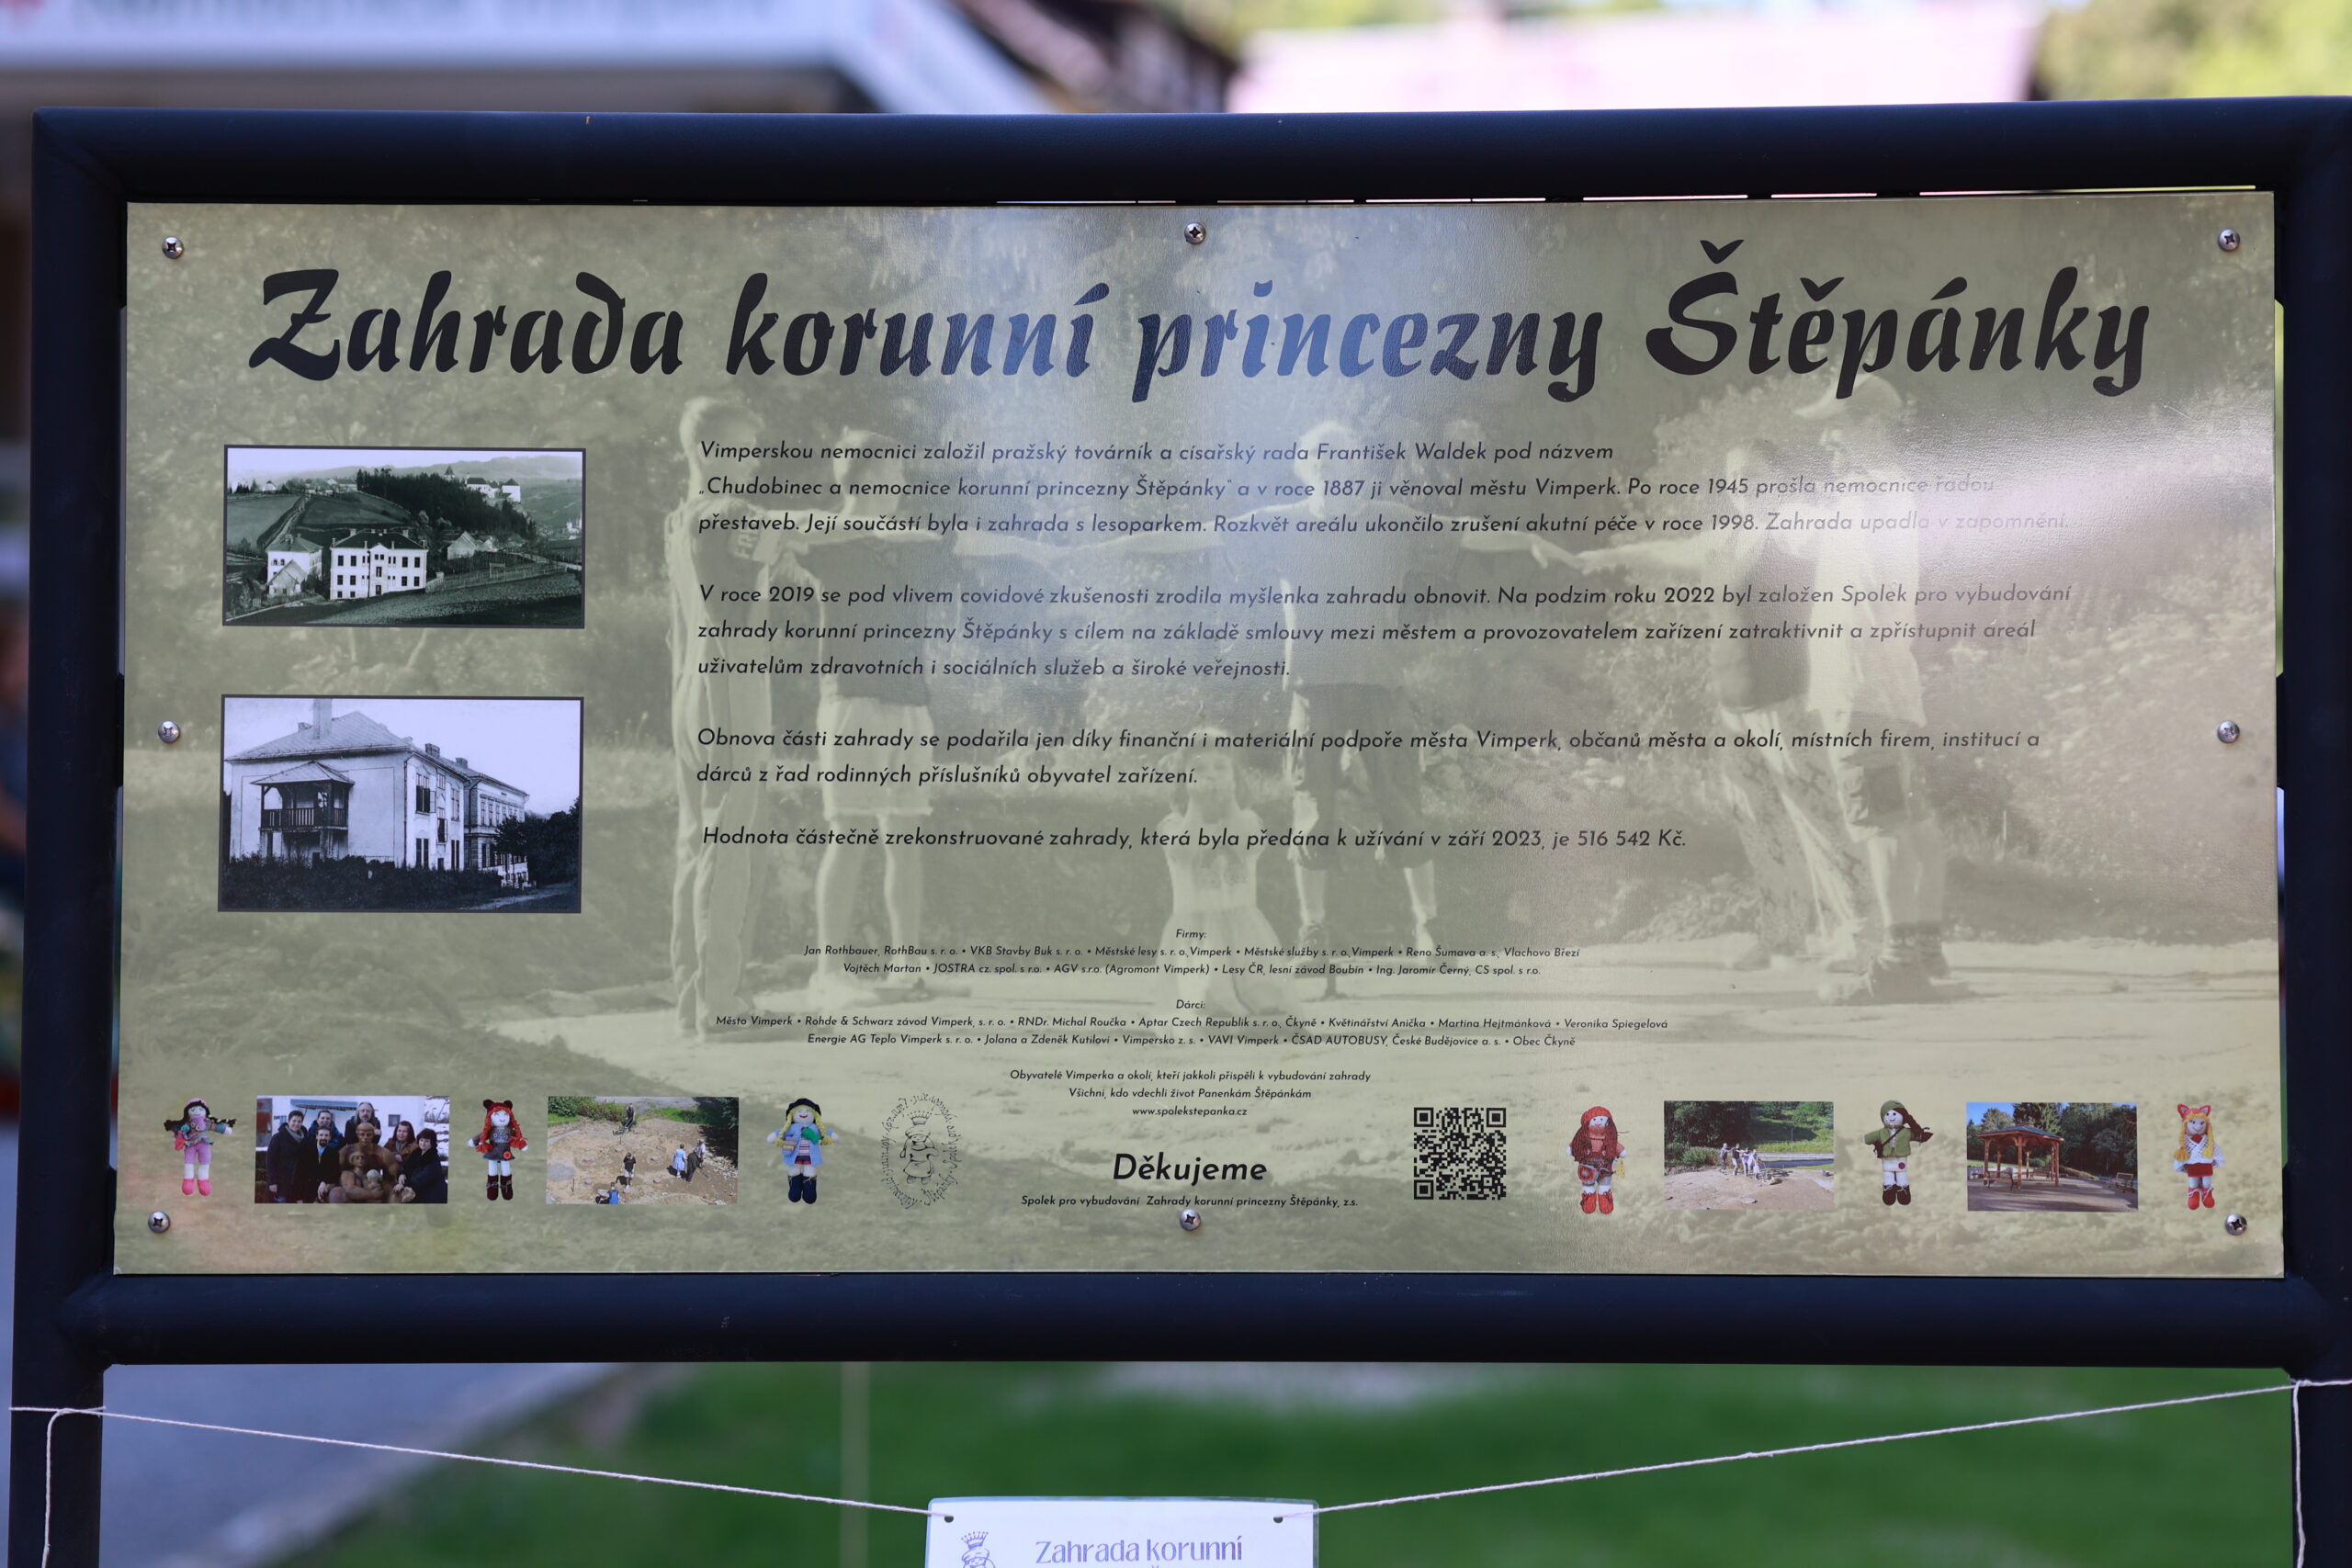 Zahrada korunní princezny Štěpánky
Vimperskou nemocnici založil pražský továrník a císařský rada František Waldek pod názvem
„Chudobinec a nemocnice korunní princezny Štěpánky“ a v roce 1887 ji věnoval městu Vimperk. Po roce 1945 prošla nemocnice řadou
přestaveb. Její součástí byla i zahrada s lesoparkem. Rozkvět areálu ukončilo zrušení akutní péče v roce 1998. Zahrada upadla v zapomnění.
V roce 2019 se pod vlivem covidové zkušenosti zrodila myšlenka zahradu obnovit. Na podzim roku 2022 byl založen Spolek pro vybudování
zahrady korunní princezny Štěpánky s cílem na základě smlouvy mezi městem a provozovatelem zařízení zatraktivnit a zpřístupnit areál
uživatelům zdravotních i sociálních služeb a široké veřejnosti.
Obnova části zahrady se podařila jen díky finanční i materiální podpoře města Vimperk, občanů města a okolí, místních firem, institucí a
dárců z řad rodinných příslušníků obyvatel zařízení.
Hodnota částečně zrekonstruované zahrady, která byla předána k užívání v září 2023, je 516 542 Kč.
Firmy:
Jan Rothbauer, RothBau s. r. o. • VKB Stavby Buk s. r. o. • Městské lesy s. r. o.,Vimperk • Městské služby s. r. o.,Vimperk • Reno Šumava a. s., Vlachovo Březí
Vojtěch Martan • JOSTRA cz. spol. s r.o. • AGV s.r.o. (Agromont Vimperk) • Lesy ČR, lesní závod Boubín • Ing. Jaromír Černý, CS spol. s r.o.
Dárci:
Město Vimperk • Rohde & Schwarz závod Vimperk, s. r. o. • RNDr. Michal Roučka • Aptar Czech Republik s. r. o., Čkyně • Květinářství Anička • Martina Hejtmánková • Veronika Spiegelová
Energie AG Teplo Vimperk s. r. o. • Jolana a Zdeněk Kutilovi • Vimpersko z. s. • VAVI Vimperk • ČSAD AUTOBUSY, České Budějovice a. s. • Obec Čkyně
Obyvatelé Vimperka a okolí, kteří jakkoli přispěli k vybudování zahrady
Všichni, kdo vdechli život Panenkám Štěpánkám
www.spolekstepanka.cz
Děkujeme
Spolek pro vybudování Zahrady korunní princezny Štěpánky, z.s.
Zahrada korunní